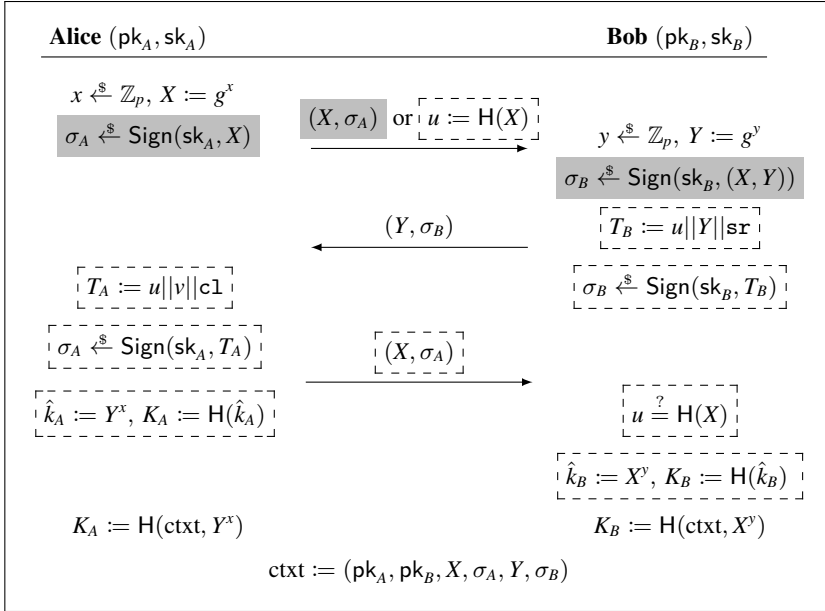 Alice (pk_A, sk_A) Bob (pk_B, sk_B)
x ←$ ℤ_p, X := g^x
(X, σ_A) or u := H(X)
σ_A ←$ Sign(sk_A, X)
y ←$ ℤ_p, Y := g^y
σ_B ←$ Sign(sk_B, (X, Y))
(Y, σ_B)
T_B := u||Y||sr
T_A := u||v||cl
σ_B ←$ Sign(sk_B, T_B)
σ_A ←$ Sign(sk_A, T_A)
(X, σ_A)
k̂_A := Y^x, K_A := H(k̂_A)
u ≟ H(X)
k̂_B := X^y, K_B := H(k̂_B)
K_A := H(ctxt, Y^x) K_B := H(ctxt, X^y)
ctxt := (pk_A, pk_B, X, σ_A, Y, σ_B)